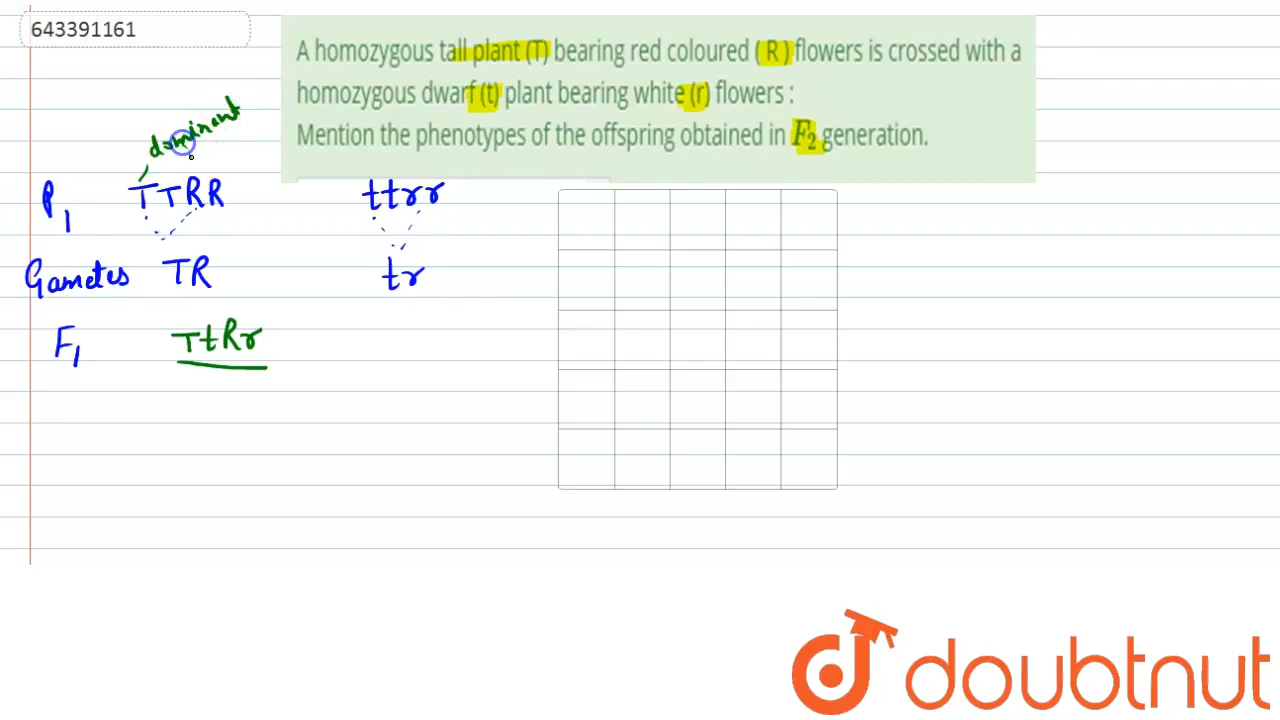 643391161
A homozygous tall plant (T) bearing red coloured ( R ) flowers is crossed with a
homozygous dwarf (t) plant bearing white (r) flowers :
Mention the phenotypes of the offspring obtained in F₂ generation.
dominant
P₁ TTRR ttrr
Gametes TR tr
F₁ TtRr
doubtnut